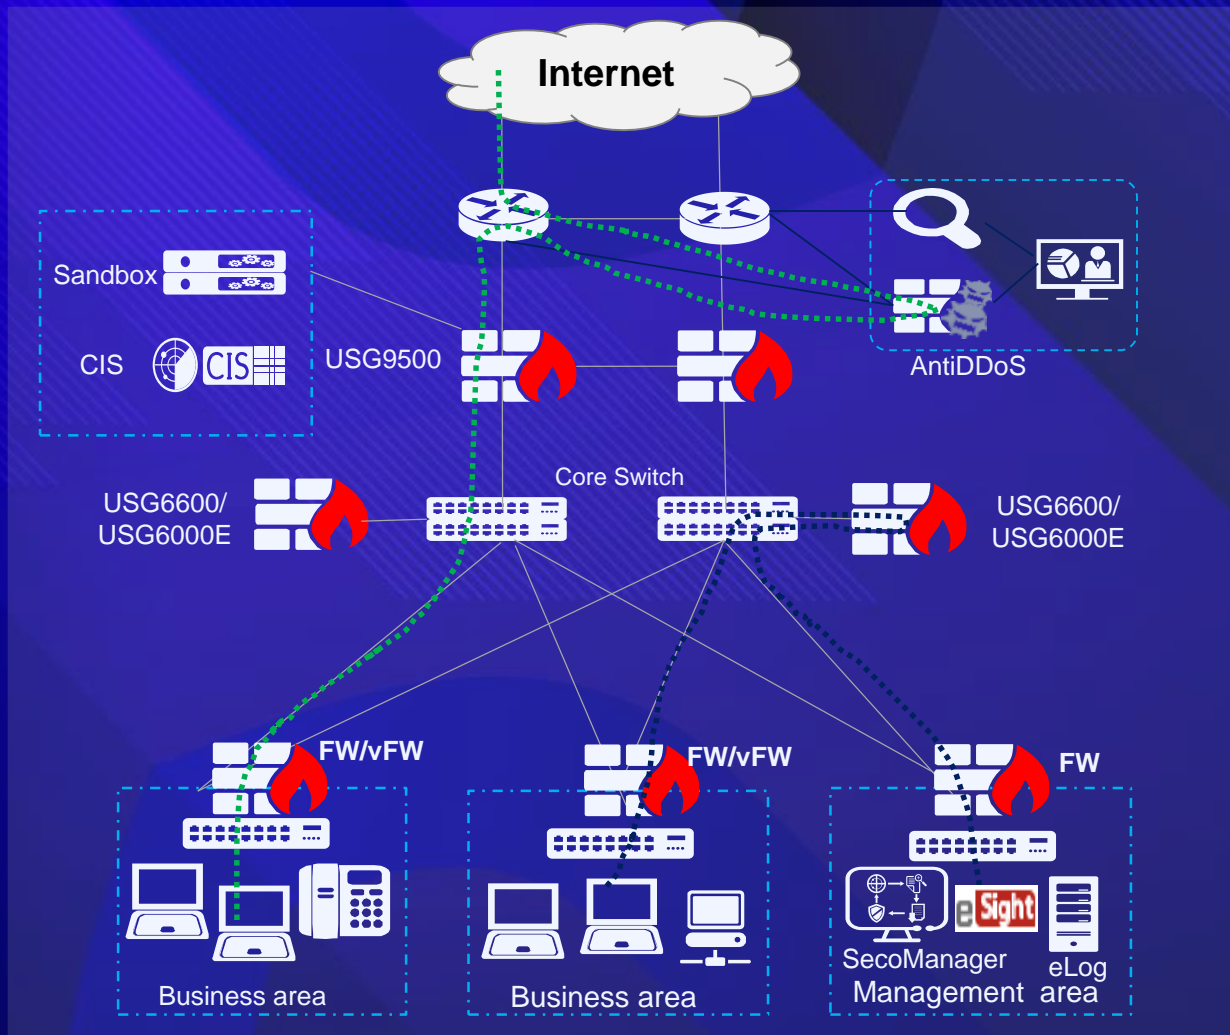 Internet
Sandbox
CIS
CIS
USG9500
AntiDDoS
Core Switch
USG6600/
USG6000E
USG6600/
USG6000E
FW/vFW
FW/vFW
FW
eSight
SecoManager
eLog
Business area
Business area
Management area